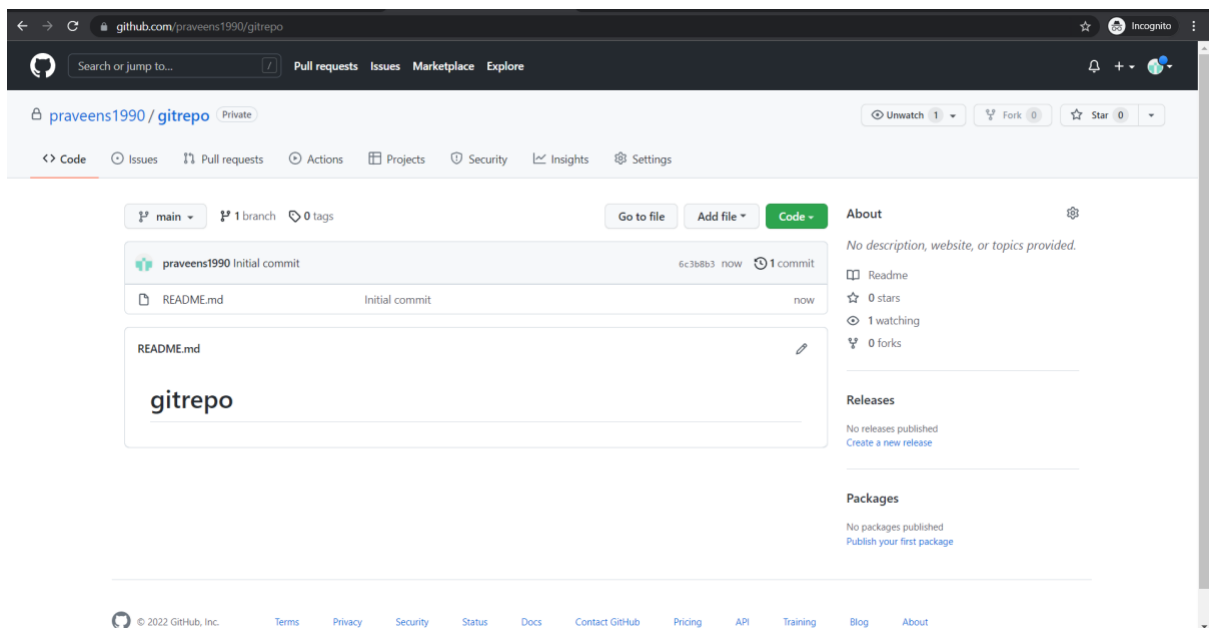 github.com/praveens1990/gitrepo
Incognito
Search or jump to... /
Pull requests Issues Marketplace Explore
praveens1990 / gitrepo Private
Unwatch 1 Fork 0 Star 0
<> Code Issues Pull requests Actions Projects Security Insights Settings
main 1 branch 0 tags
Go to file Add file Code
praveens1990 Initial commit 6c3b8b3 now 1 commit
README.md Initial commit now
README.md
gitrepo
About
No description, website, or topics provided.
Readme
0 stars
1 watching
0 forks
Releases
No releases published
Create a new release
Packages
No packages published
Publish your first package
© 2022 GitHub, Inc. Terms Privacy Security Status Docs Contact GitHub Pricing API Training Blog About